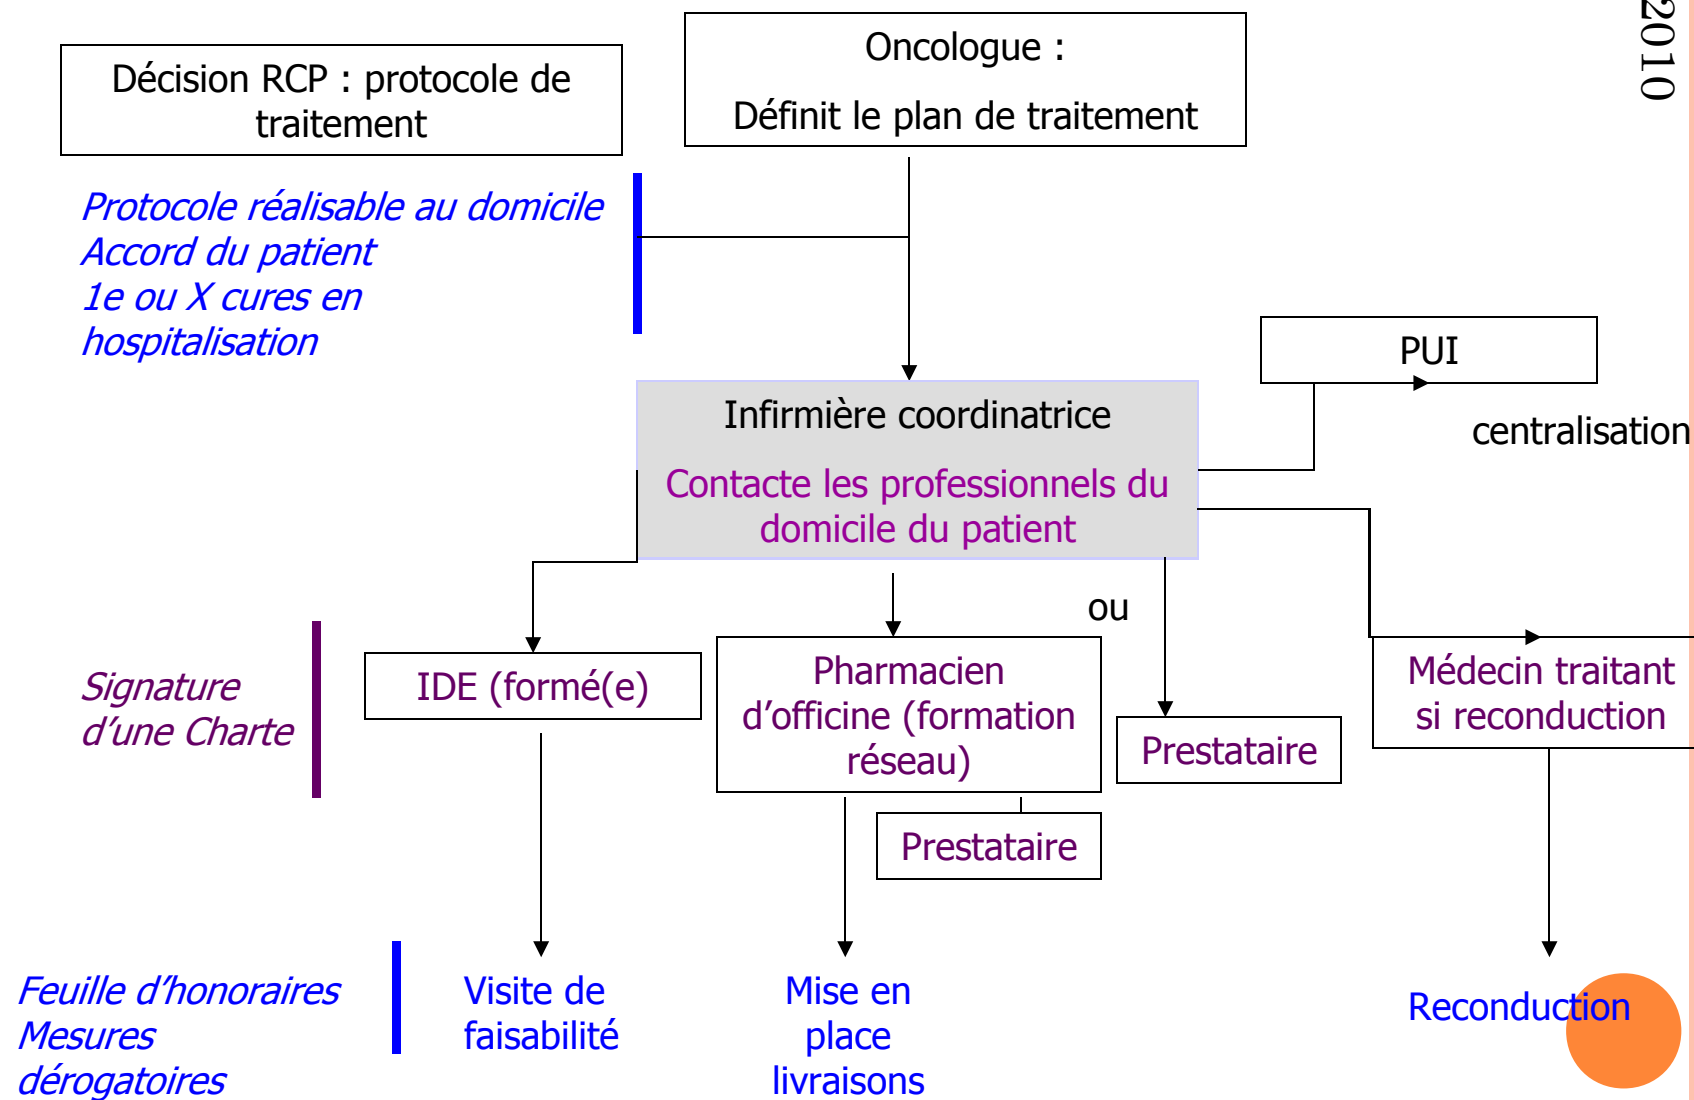 2010
Décision RCP : protocole de
traitement
Oncologue :
Définit le plan de traitement
Protocole réalisable au domicile
Accord du patient
1e ou X cures en
hospitalisation
PUI
centralisation
Infirmière coordinatrice
Contacte les professionnels du
domicile du patient
ou
Signature
d’une Charte
IDE (formé(e)
Pharmacien
d’officine (formation
réseau)
Prestataire
Prestataire
Médecin traitant
si reconduction
Feuille d’honoraires
Mesures
dérogatoires
Visite de
faisabilité
Mise en
place
livraisons
Reconduction